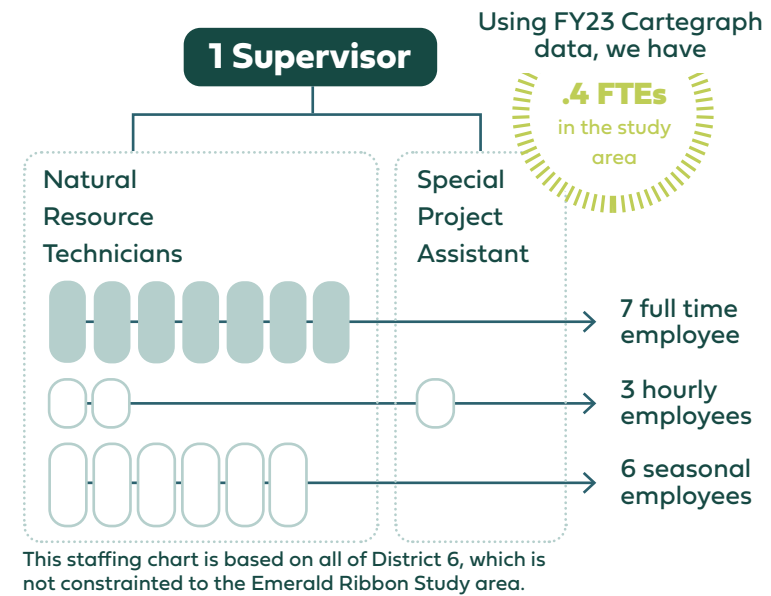 Using FY23 Cartegraph
data, we have
.4 FTEs
in the study
area
1 Supervisor
Natural
Resource
Technicians
Special
Project
Assistant
7 full time
employee
3 hourly
employees
6 seasonal
employees
This staffing chart is based on all of District 6, which is
not constrainted to the Emerald Ribbon Study area.